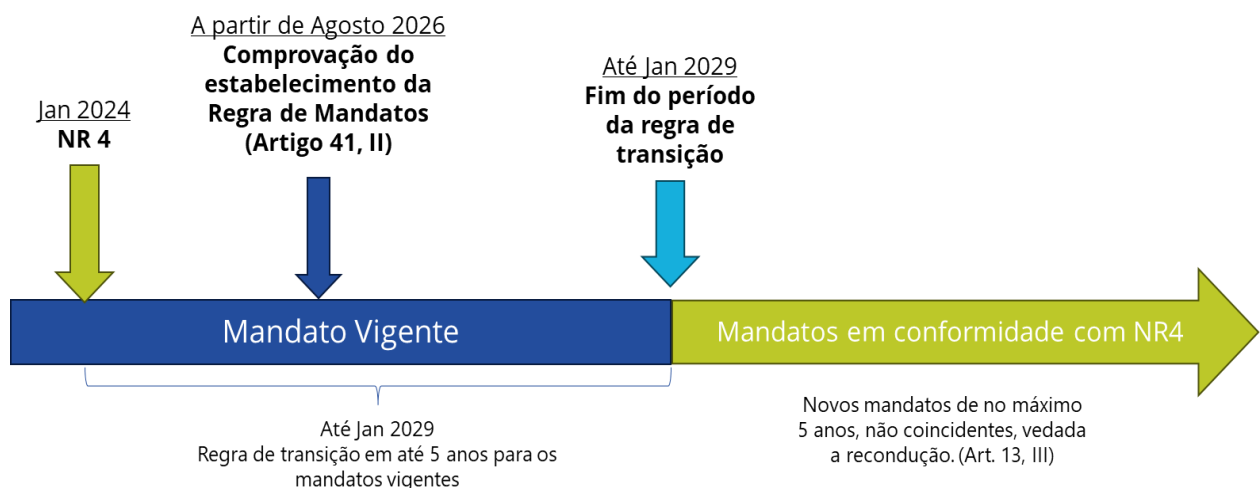 Jan 2024
NR 4
A partir de Agosto 2026
Comprovação do
estabelecimento da
Regra de Mandatos
(Artigo 41, II)
Até Jan 2029
Fim do período
da regra de
transição
Mandato Vigente
Mandatos em conformidade com NR4
Até Jan 2029
Regra de transição em até 5 anos para os
mandatos vigentes
Novos mandatos de no máximo
5 anos, não coincidentes, vedada
a recondução. (Art. 13, III)